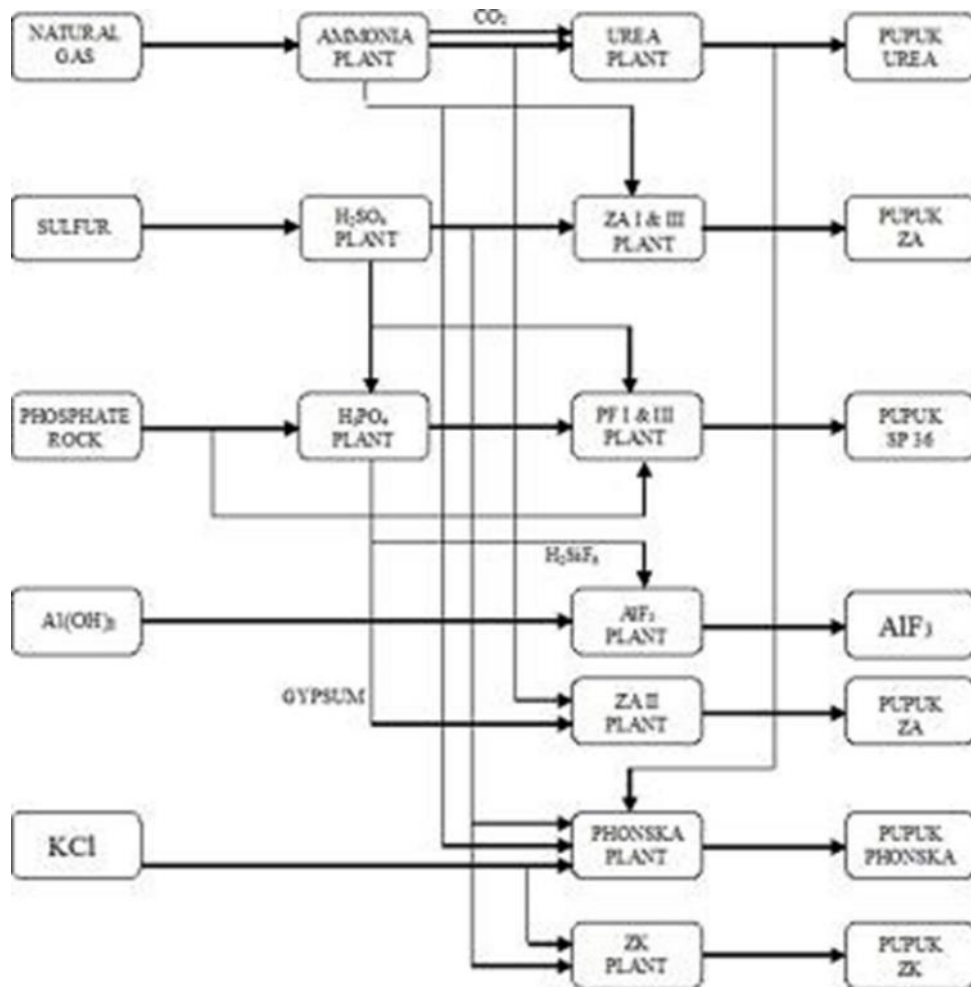 NATURAL
GAS
AMMONIA
PLANT
CO₂
UREA
PLANT
PUPUK
UREA
SULFUR
H₂SO₄
PLANT
ZA I & III
PLANT
PUPUK
ZA
PHOSPHATE
ROCK
H₃PO₄
PLANT
PF I & III
PLANT
PUPUK
SP 36
H₂SiF₆
Al(OH)₃
AlF₃
PLANT
AlF₃
GYPSUM
ZA II
PLANT
PUPUK
ZA
KCl
PHONSKA
PLANT
PUPUK
PHONSKA
ZK
PLANT
PUPUK
ZK